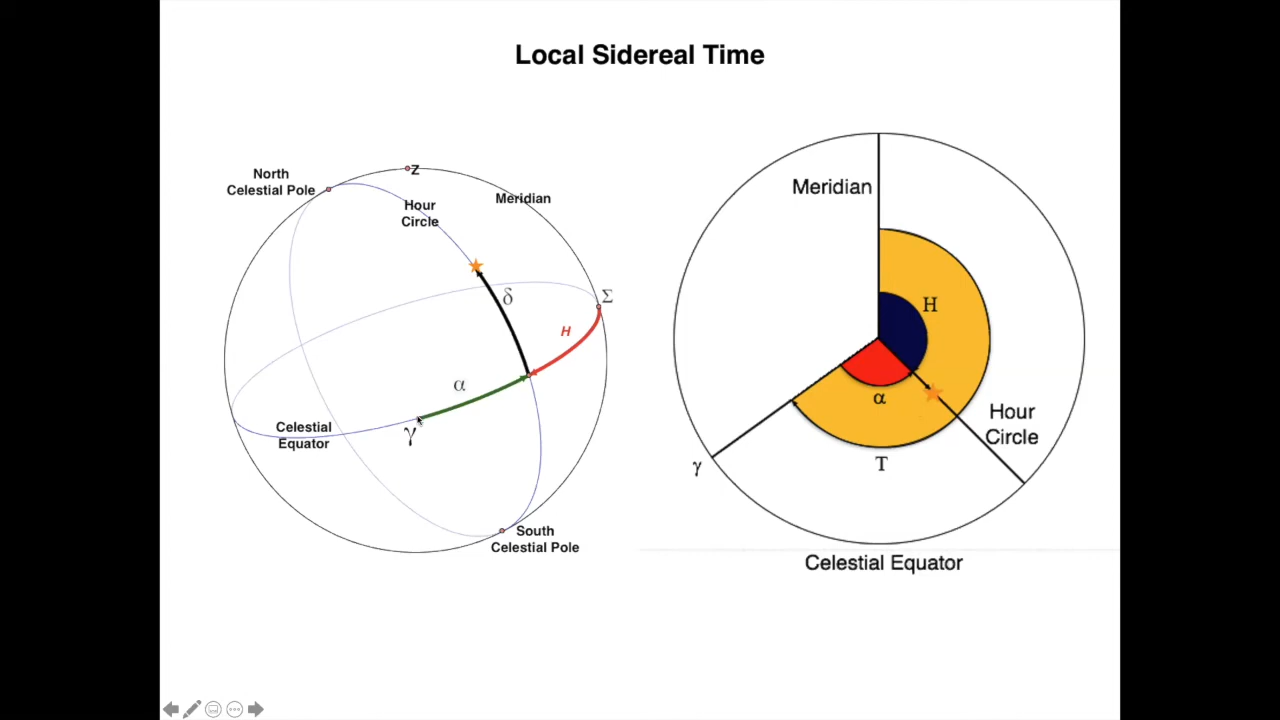 Local Sidereal Time
North
Celestial Pole
Z
Hour
Circle
Meridian
δ
Σ
H
α
γ
Celestial
Equator
South
Celestial Pole
Meridian
H
α
Hour
Circle
T
γ
Celestial Equator